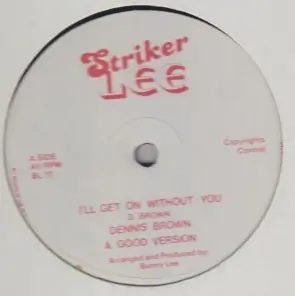 Striker
LEE
A SIDE
45 RPM
BL 11
Copyrights
Control
I'LL GET ON WITHOUT YOU
D. BROWN
DENNIS BROWN
& GOOD VERSION
Arranged and Produced by:
Bunny Lee